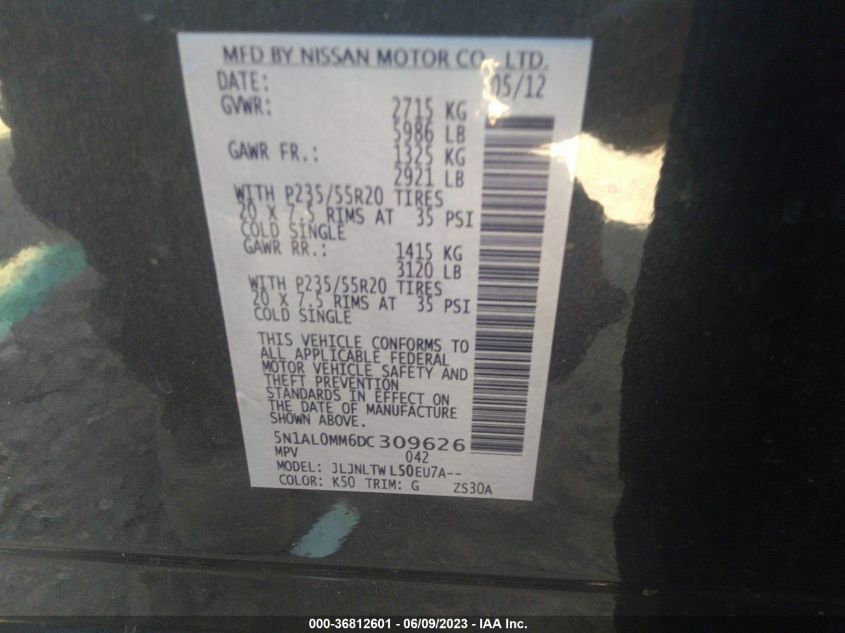 MFD BY NISSAN MOTOR CO., LTD.
DATE: 05/12
GVWR: 2715 KG
5986 LB
GAWR FR.: 1325 KG
2921 LB
WITH P235/55R20 TIRES
20 X 7.5 RIMS AT 35 PSI
COLD SINGLE
GAWR RR.: 1415 KG
3120 LB
WITH P235/55R20 TIRES
20 X 7.5 RIMS AT 35 PSI
COLD SINGLE
THIS VEHICLE CONFORMS TO
ALL APPLICABLE FEDERAL
MOTOR VEHICLE SAFETY AND
THEFT PREVENTION
STANDARDS IN EFFECT ON
THE DATE OF MANUFACTURE
SHOWN ABOVE.
5N1AL0MM6DC309626
MPV 042
MODEL: JLJNLTWL50EU7A--
COLOR: K50 TRIM: G ZS30A
000-36812601 - 06/09/2023 - IAA Inc.